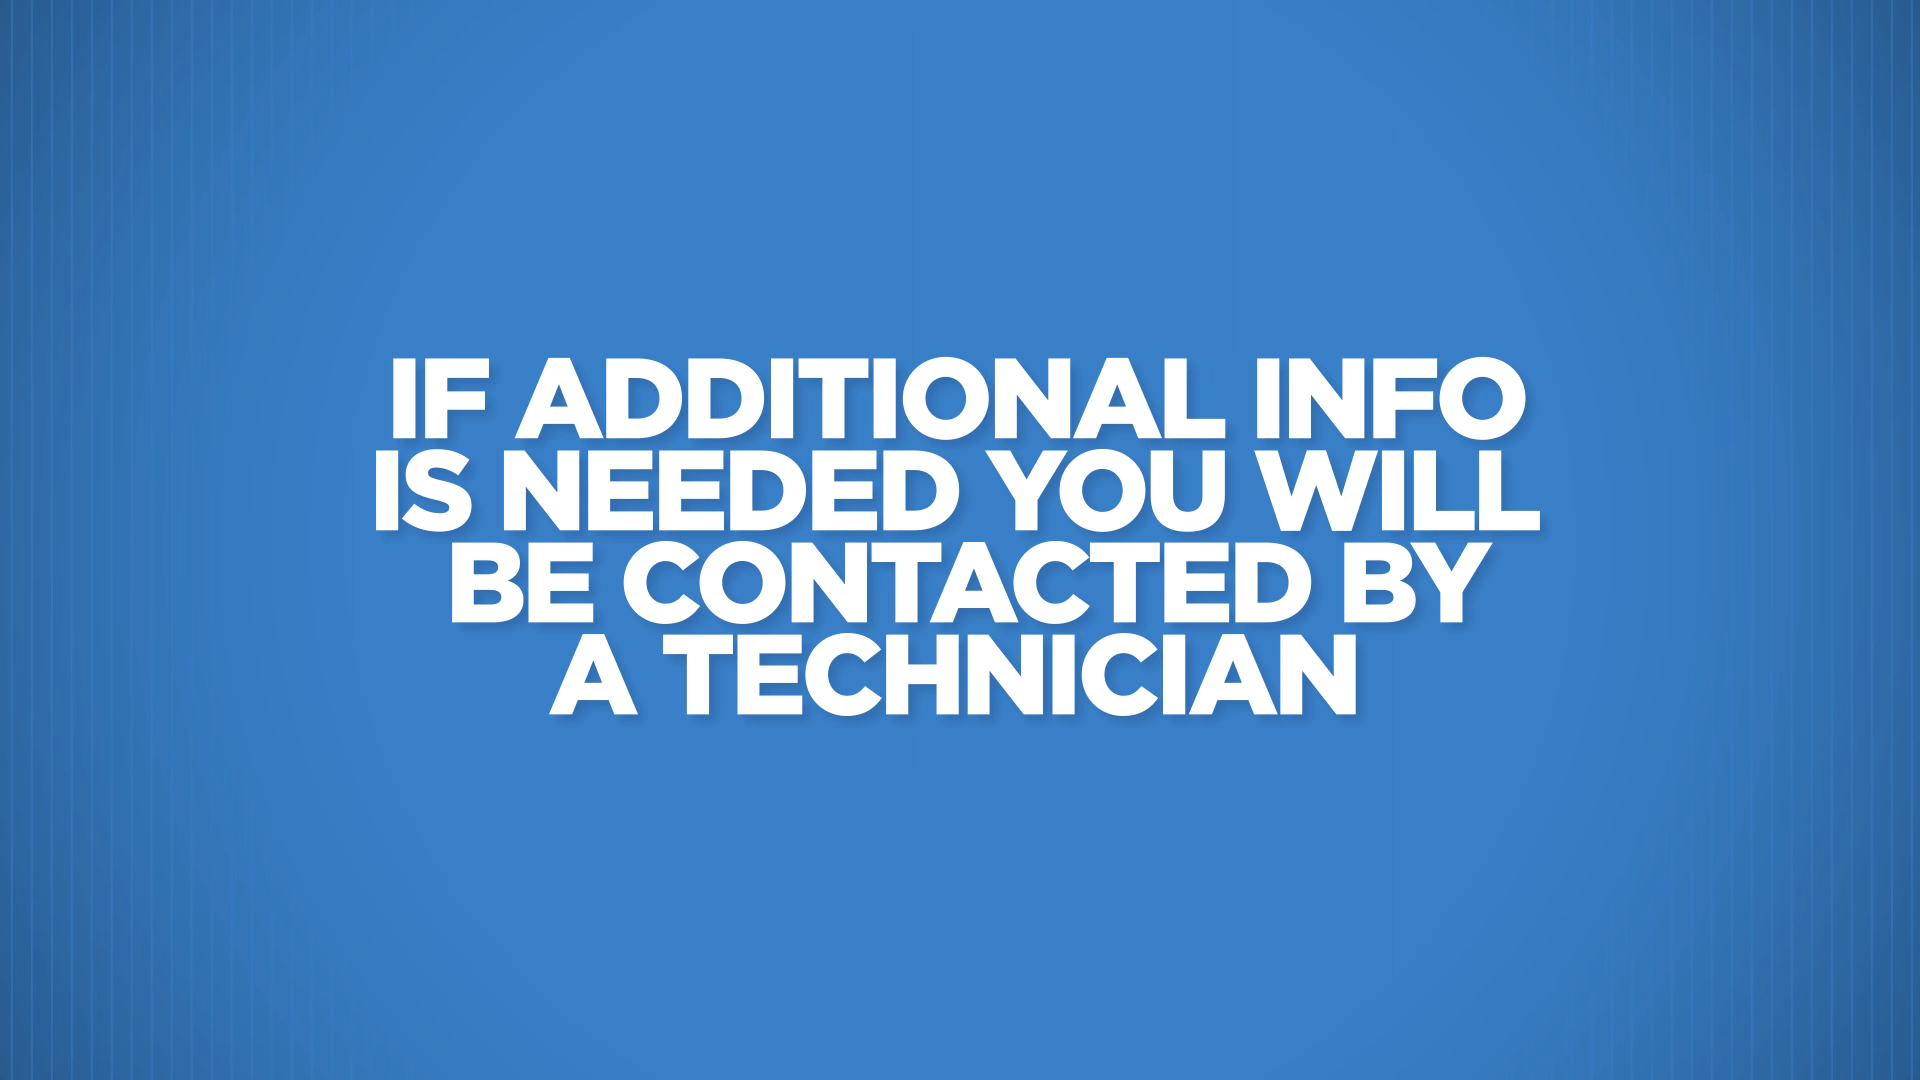 IF ADDITIONAL INFO
IS NEEDED YOU WILL
BE CONTACTED BY
A TECHNICIAN